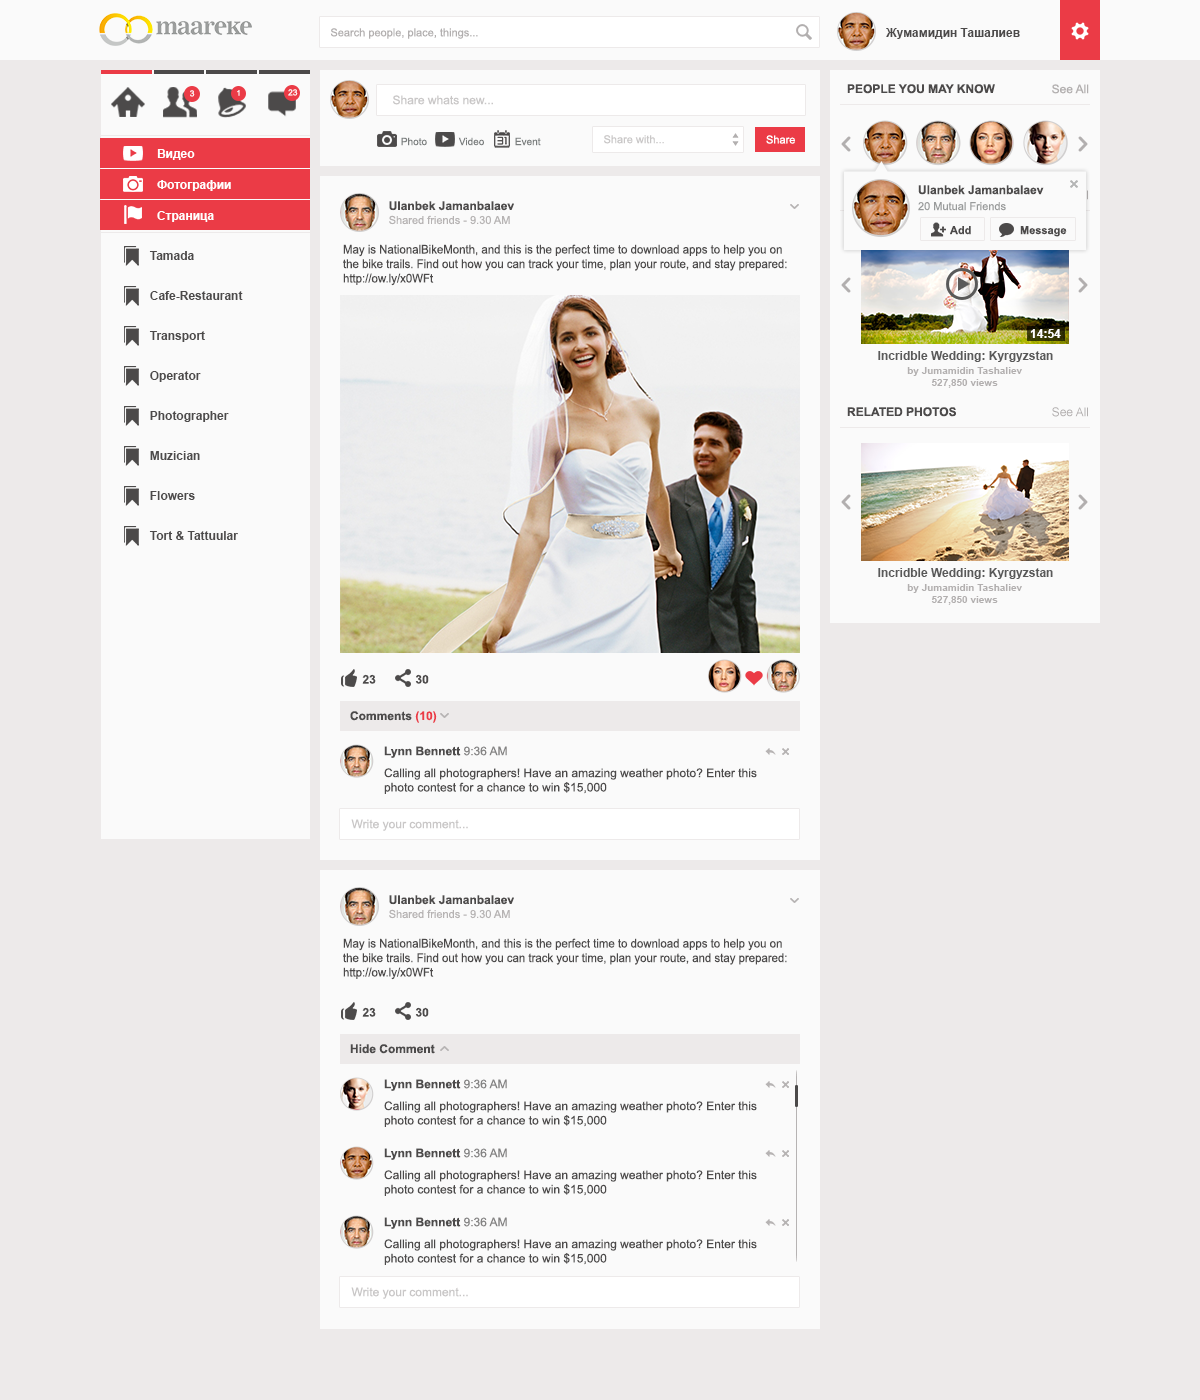 maareke
Search people, place, things...
Жумамидин Ташалиев
3
1
23
Видео
Фотографии
Страница
Tamada
Cafe-Restaurant
Transport
Operator
Photographer
Muzician
Flowers
Tort & Tattuular
Share whats new...
Photo
Video
31
Event
Share with...
Share
Ulanbek Jamanbalaev
Shared friends - 9.30 AM
May is NationalBikeMonth, and this is the perfect time to download apps to help you on
the bike trails. Find out how you can track your time, plan your route, and stay prepared:
http://ow.ly/x0WFt
23
30
Comments (10)
Lynn Bennett 9:36 AM
Calling all photographers! Have an amazing weather photo? Enter this
photo contest for a chance to win $15,000
Write your comment...
Ulanbek Jamanbalaev
Shared friends - 9.30 AM
May is NationalBikeMonth, and this is the perfect time to download apps to help you on
the bike trails. Find out how you can track your time, plan your route, and stay prepared:
http://ow.ly/x0WFt
23
30
Hide Comment
Lynn Bennett 9:36 AM
Calling all photographers! Have an amazing weather photo? Enter this
photo contest for a chance to win $15,000
Lynn Bennett 9:36 AM
Calling all photographers! Have an amazing weather photo? Enter this
photo contest for a chance to win $15,000
Lynn Bennett 9:36 AM
Calling all photographers! Have an amazing weather photo? Enter this
photo contest for a chance to win $15,000
Write your comment...
PEOPLE YOU MAY KNOW
See All
Ulanbek Jamanbalaev
20 Mutual Friends
Add
Message
14:54
Incridble Wedding: Kyrgyzstan
by Jumamidin Tashaliev
527,850 views
RELATED PHOTOS
See All
Incridble Wedding: Kyrgyzstan
by Jumamidin Tashaliev
527,850 views